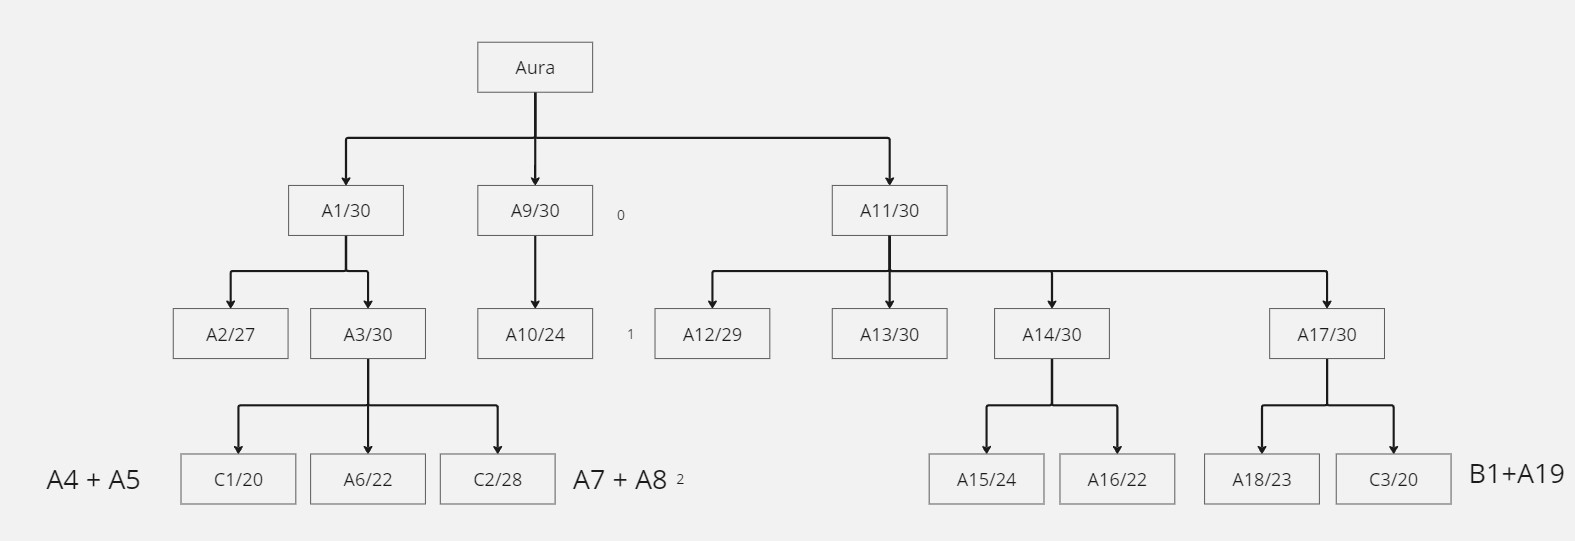 Aura
A1/30
A9/30
0
A11/30
A2/27
A3/30
A10/24
1
A12/29
A13/30
A14/30
A17/30
A4 + A5
C1/20
A6/22
C2/28
A7 + A8
2
A15/24
A16/22
A18/23
C3/20
B1+A19